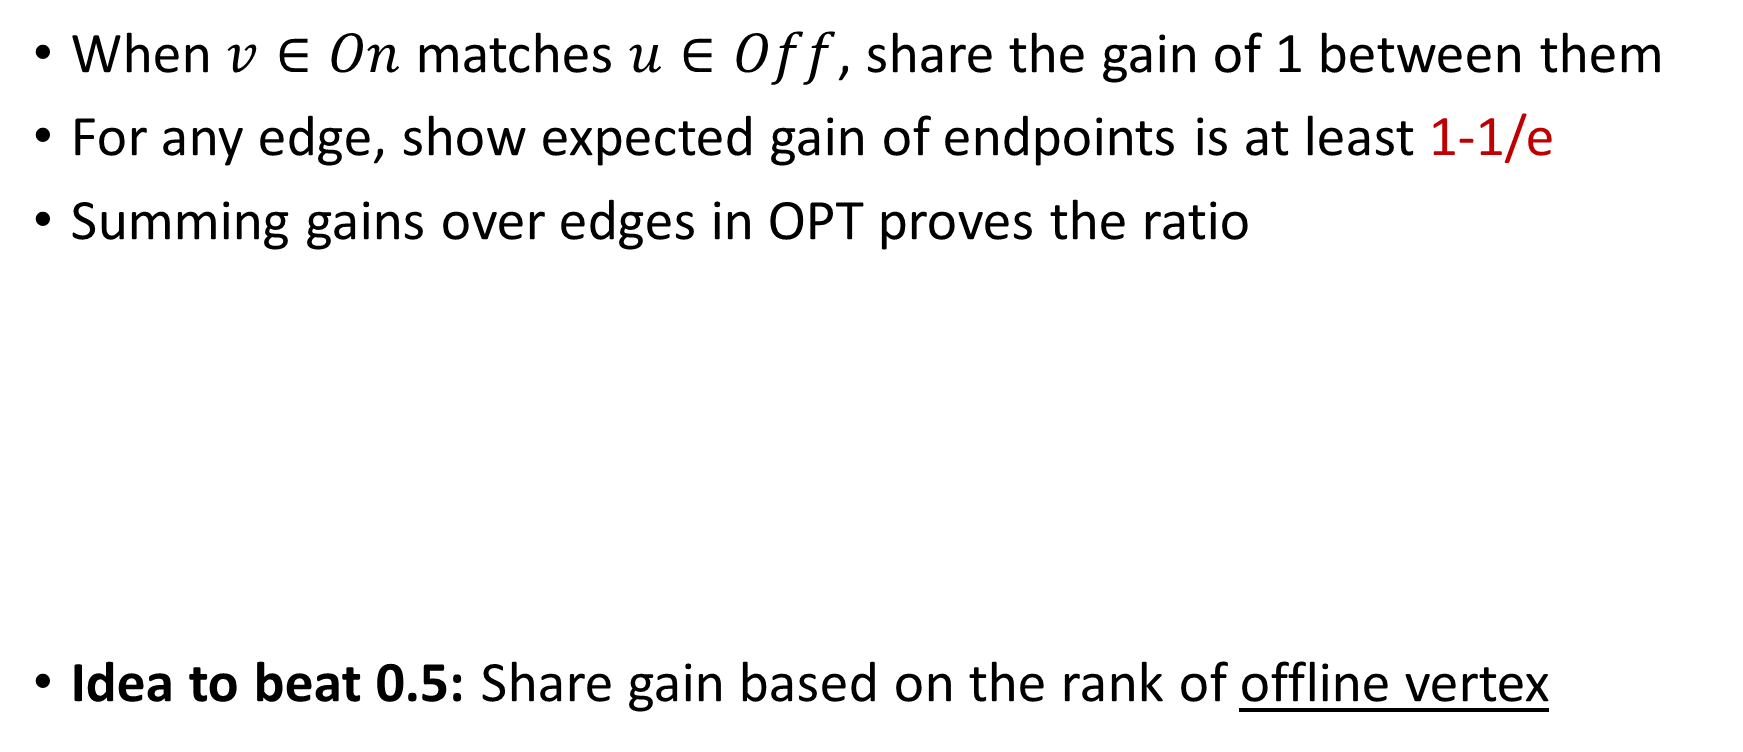 • When 𝑣 ∈ 𝑂𝑛 matches 𝑢 ∈ 𝑂𝑓𝑓, share the gain of 1 between them
• For any edge, show expected gain of endpoints is at least 1-1/e
• Summing gains over edges in OPT proves the ratio
• Idea to beat 0.5: Share gain based on the rank of offline vertex